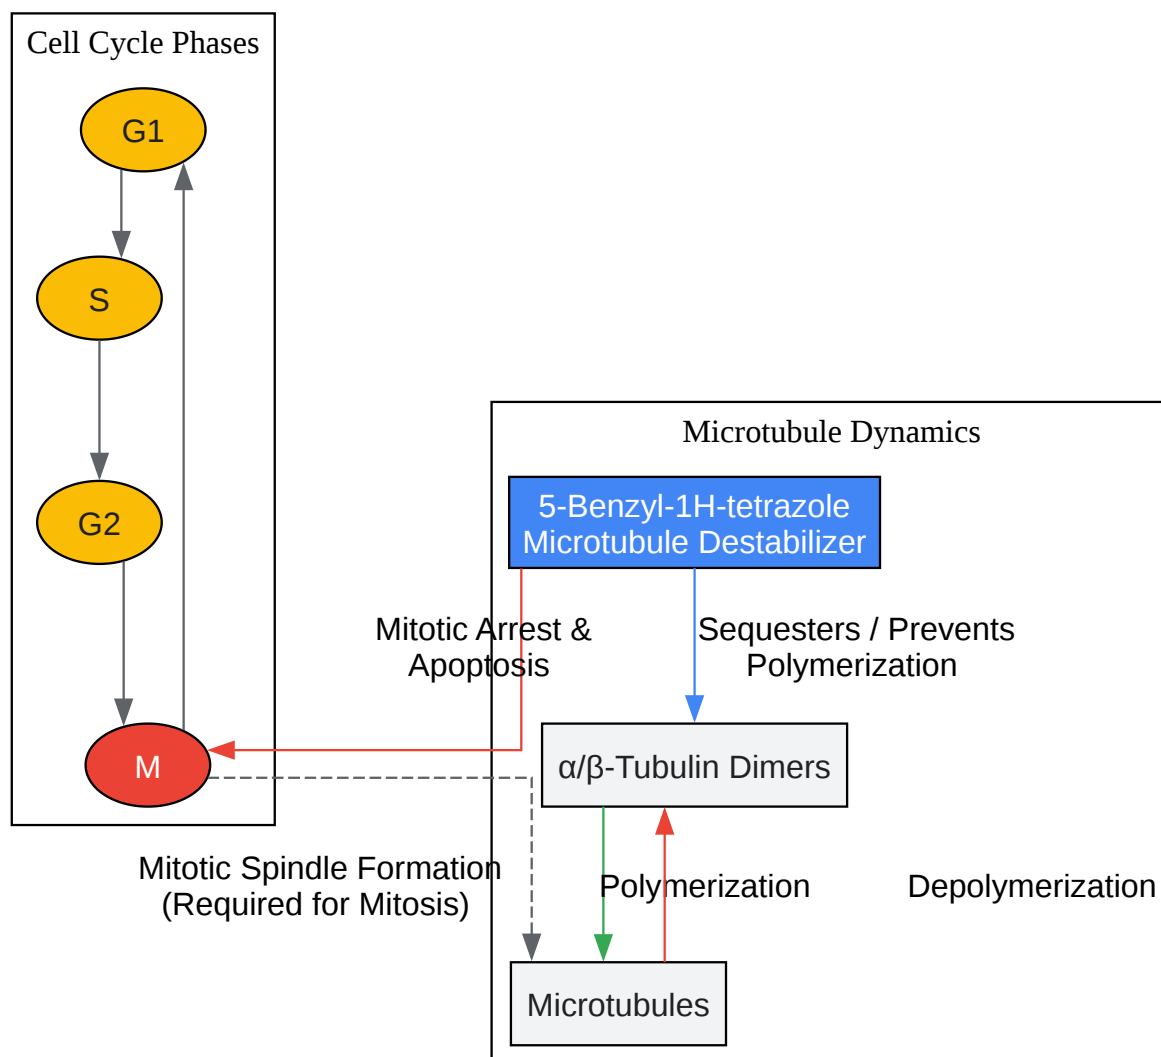 Cell Cycle Phases
G1
S
G2
M
Microtubule Dynamics
5-Benzyl-1H-tetrazole
Microtubule Destabilizer
Mitotic Arrest &
Apoptosis
Sequesters / Prevents
Polymerization
α/β-Tubulin Dimers
Mitotic Spindle Formation
(Required for Mitosis)
Polymerization
Depolymerization
Microtubules